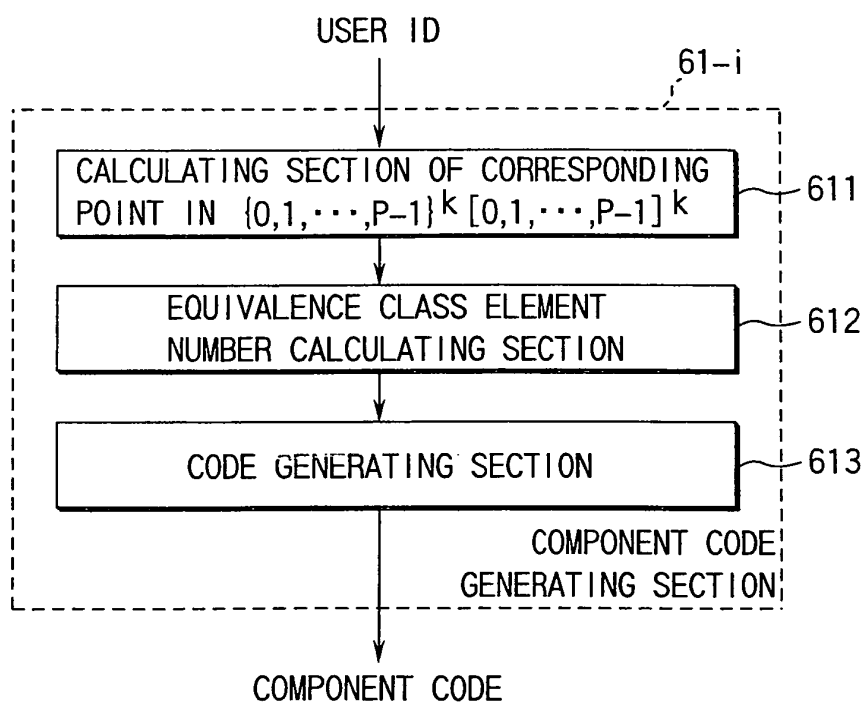 USER ID
61-i
CALCULATING SECTION OF CORRESPONDING
POINT IN {0,1,···,P-1}^k [0,1,···,P-1]^k
611
EQUIVALENCE CLASS ELEMENT
NUMBER CALCULATING SECTION
612
CODE GENERATING SECTION
613
COMPONENT CODE
GENERATING SECTION
COMPONENT CODE